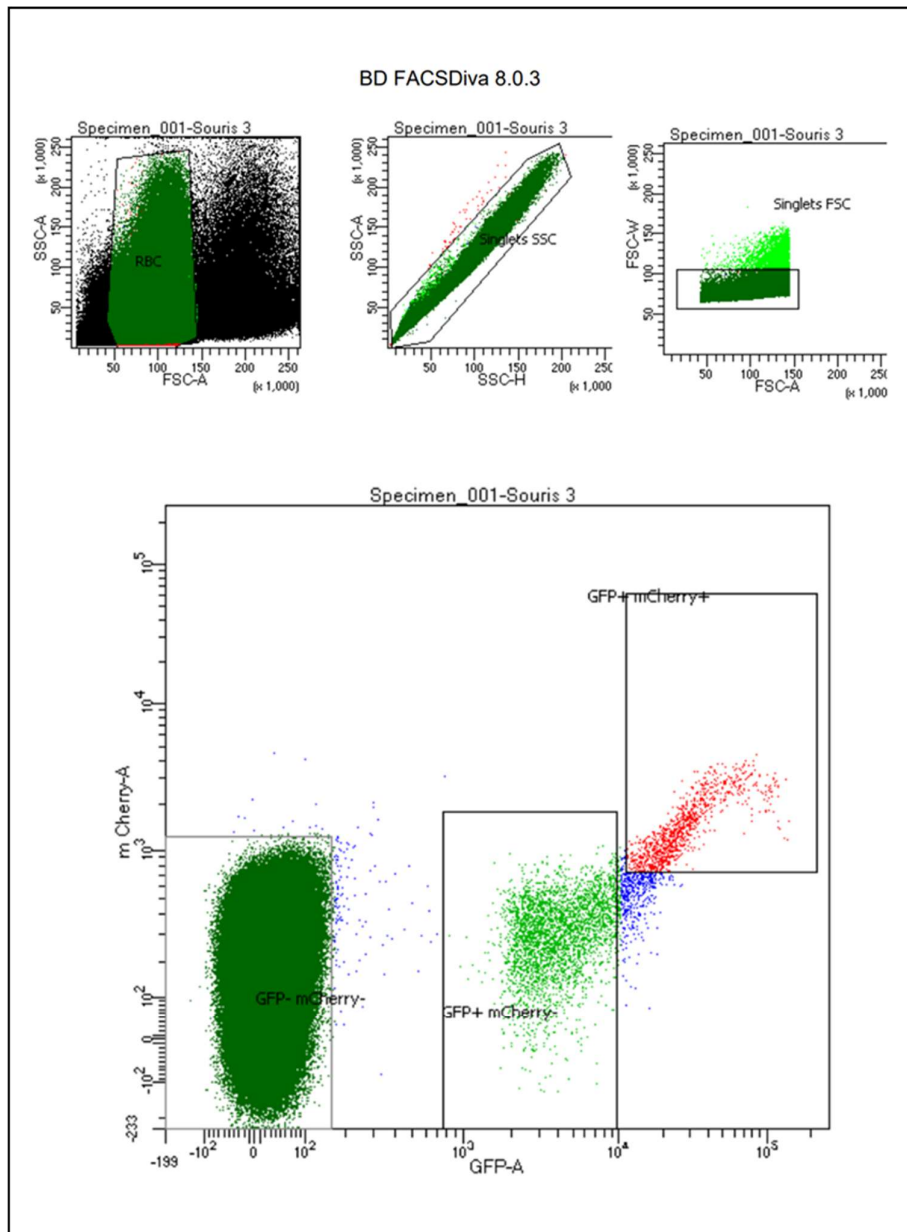 BD FACSDiva 8.0.3
Specimen_001-Souris 3
(x 1,000)
SSC-A
50 100 150 200 250
RBC
50 100 150 200 250
FSC-A
(x 1,000)
Specimen_001-Souris 3
(x 1,000)
SSC-A
50 100 150 200 250
Singlets SSC
50 100 150 200 250
SSC-H
(x 1,000)
Specimen_001-Souris 3
(x 1,000)
FSC-W
50 100 150 200 250
Singlets FSC
50 100 150 200 250
FSC-A
(x 1,000)
Specimen_001-Souris 3
m Cherry-A
10^5
10^4
10^3
10^2
0
-10^2
-233
GFP+ mCherry+
GFP- mCherry-
GFP+ mCherry-
-199 -10^2 0 10^2 10^3 10^4 10^5
GFP-A